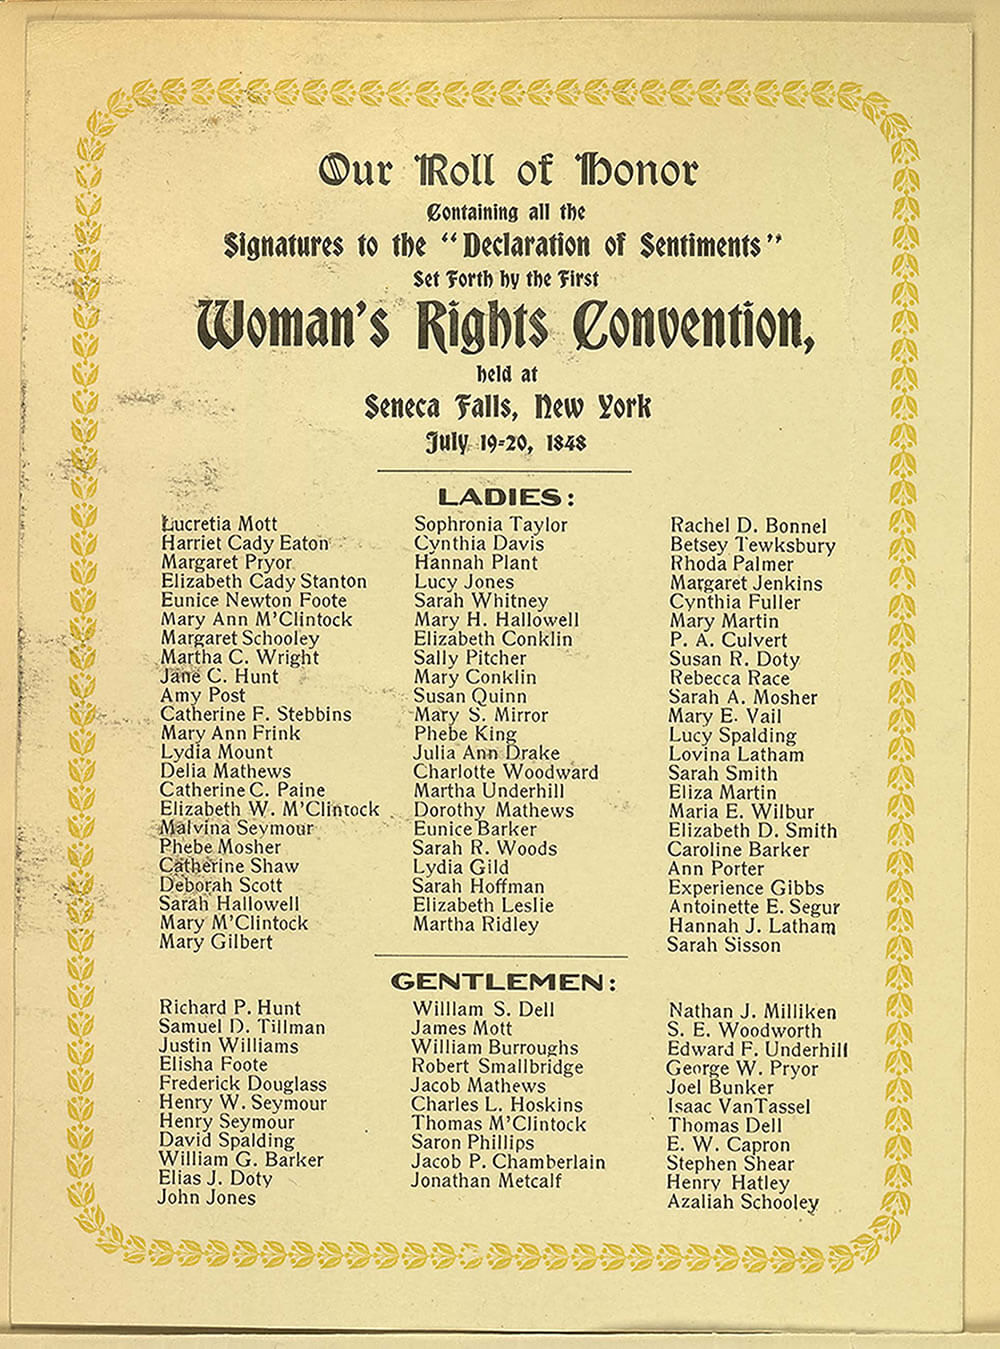 Our Roll of Honor
Containing all the
Signatures to the "Declaration of Sentiments"
Set Forth by the First
Woman's Rights Convention,
held at
Seneca Falls, New York
July 19-20, 1848
LADIES:
Lucretia Mott
Harriet Cady Eaton
Margaret Pryor
Elizabeth Cady Stanton
Eunice Newton Foote
Mary Ann M'Clintock
Margaret Schooley
Martha C. Wright
Jane C. Hunt
Amy Post
Catherine F. Stebbins
Mary Ann Frink
Lydia Mount
Delia Mathews
Catherine C. Paine
Elizabeth W. M'Clintock
Malvina Seymour
Phebe Mosher
Catherine Shaw
Deborah Scott
Sarah Hallowell
Mary M'Clintock
Mary Gilbert
Sophronia Taylor
Cynthia Davis
Hannah Plant
Lucy Jones
Sarah Whitney
Mary H. Hallowell
Elizabeth Conklin
Sally Pitcher
Mary Conklin
Susan Quinn
Mary S. Mirror
Phebe King
Julia Ann Drake
Charlotte Woodward
Martha Underhill
Dorothy Mathews
Eunice Barker
Sarah R. Woods
Lydia Gild
Sarah Hoffman
Elizabeth Leslie
Martha Ridley
Rachel D. Bonnel
Betsey Tewksbury
Rhoda Palmer
Margaret Jenkins
Cynthia Fuller
Mary Martin
P. A. Culvert
Susan R. Doty
Rebecca Race
Sarah A. Mosher
Mary E. Vail
Lucy Spalding
Lovina Latham
Sarah Smith
Eliza Martin
Maria E. Wilbur
Elizabeth D. Smith
Caroline Barker
Ann Porter
Experience Gibbs
Antoinette E. Segur
Hannah J. Latham
Sarah Sisson
GENTLEMEN:
Richard P. Hunt
Samuel D. Tillman
Justin Williams
Elisha Foote
Frederick Douglass
Henry W. Seymour
Henry Seymour
David Spalding
William G. Barker
Elias J. Doty
John Jones
William S. Dell
James Mott
William Burroughs
Robert Smallbridge
Jacob Mathews
Charles L. Hoskins
Thomas M'Clintock
Saron Phillips
Jacob P. Chamberlain
Jonathan Metcalf
Nathan J. Milliken
S. E. Woodworth
Edward F. Underhill
George W. Pryor
Joel Bunker
Isaac VanTassel
Thomas Dell
E. W. Capron
Stephen Shear
Henry Hatley
Azaliah Schooley